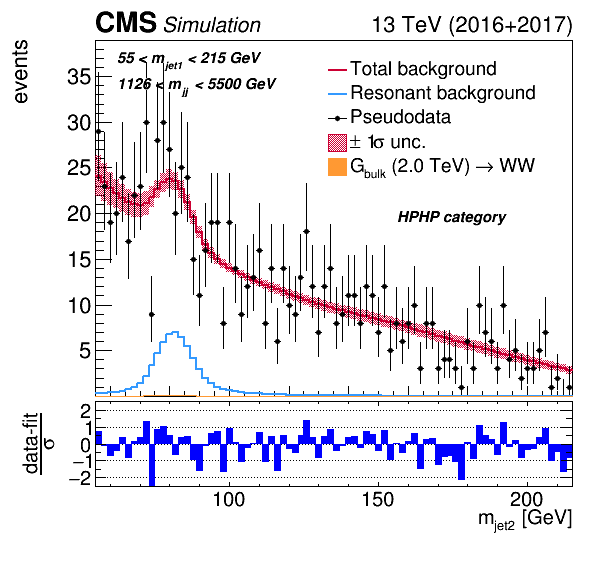 CMS Simulation 13 TeV (2016+2017)
events
55 < m_jet1 < 215 GeV
1126 < m_jj < 5500 GeV
Total background
Resonant background
Pseudodata
± 1σ unc.
G_bulk (2.0 TeV) → WW
HPHP category
35
30
25
20
15
10
5
data-fit
σ
2
1
0
−1
−2
100 150 200
m_jet2 [GeV]